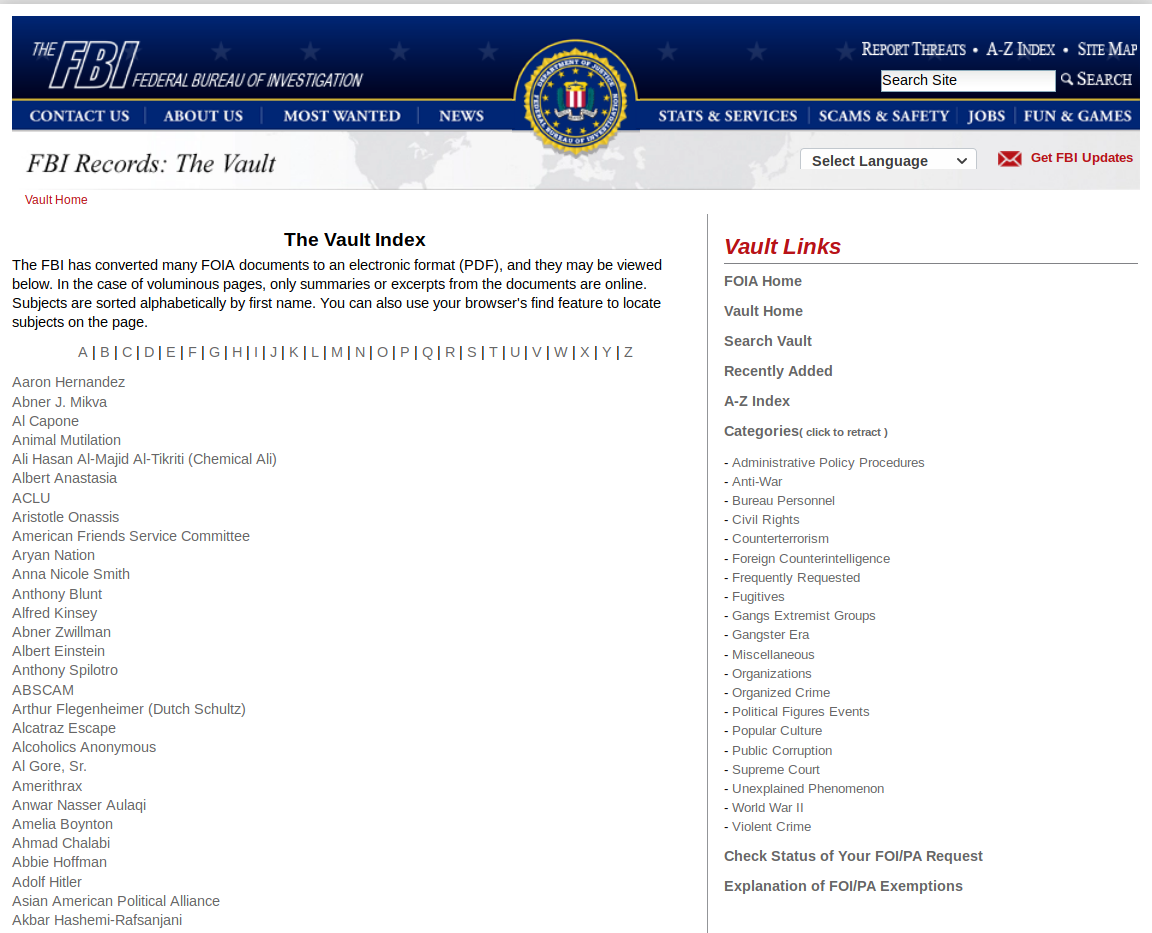 THE FBI FEDERAL BUREAU OF INVESTIGATION
REPORT THREATS • A-Z INDEX • SITE MAP
Search Site SEARCH
DEPARTMENT OF JUSTICE
FEDERAL BUREAU OF INVESTIGATION
CONTACT US ABOUT US MOST WANTED NEWS STATS & SERVICES SCAMS & SAFETY JOBS FUN & GAMES
FBI Records: The Vault
Select Language
Get FBI Updates
Vault Home
The Vault Index
The FBI has converted many FOIA documents to an electronic format (PDF), and they may be viewed
below. In the case of voluminous pages, only summaries or excerpts from the documents are online.
Subjects are sorted alphabetically by first name. You can also use your browser's find feature to locate
subjects on the page.
A | B | C | D | E | F | G | H | I | J | K | L | M | N | O | P | Q | R | S | T | U | V | W | X | Y | Z
Aaron Hernandez
Abner J. Mikva
Al Capone
Animal Mutilation
Ali Hasan Al-Majid Al-Tikriti (Chemical Ali)
Albert Anastasia
ACLU
Aristotle Onassis
American Friends Service Committee
Aryan Nation
Anna Nicole Smith
Anthony Blunt
Alfred Kinsey
Abner Zwillman
Albert Einstein
Anthony Spilotro
ABSCAM
Arthur Flegenheimer (Dutch Schultz)
Alcatraz Escape
Alcoholics Anonymous
Al Gore, Sr.
Amerithrax
Anwar Nasser Aulaqi
Amelia Boynton
Ahmad Chalabi
Abbie Hoffman
Adolf Hitler
Asian American Political Alliance
Akbar Hashemi-Rafsanjani
Vault Links
FOIA Home
Vault Home
Search Vault
Recently Added
A-Z Index
Categories( click to retract )
- Administrative Policy Procedures
- Anti-War
- Bureau Personnel
- Civil Rights
- Counterterrorism
- Foreign Counterintelligence
- Frequently Requested
- Fugitives
- Gangs Extremist Groups
- Gangster Era
- Miscellaneous
- Organizations
- Organized Crime
- Political Figures Events
- Popular Culture
- Public Corruption
- Supreme Court
- Unexplained Phenomenon
- World War II
- Violent Crime
Check Status of Your FOI/PA Request
Explanation of FOI/PA Exemptions